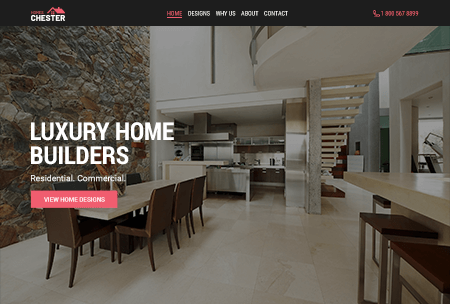 HOMES
CHESTER
HOME DESIGNS WHY US ABOUT CONTACT
1 800 567 8899
LUXURY HOME
BUILDERS
Residential. Commercial.
VIEW HOME DESIGNS